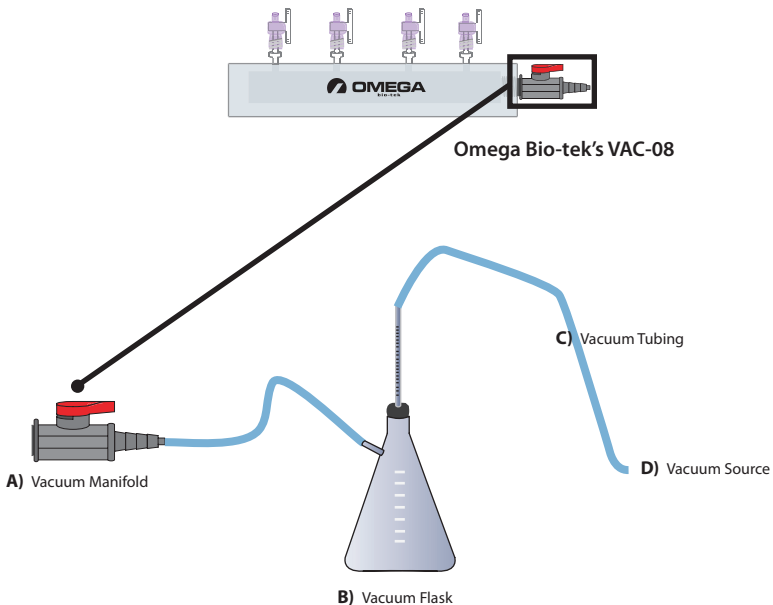 OMEGA
bio-tek
Omega Bio-tek's VAC-08
C) Vacuum Tubing
D) Vacuum Source
A) Vacuum Manifold
B) Vacuum Flask